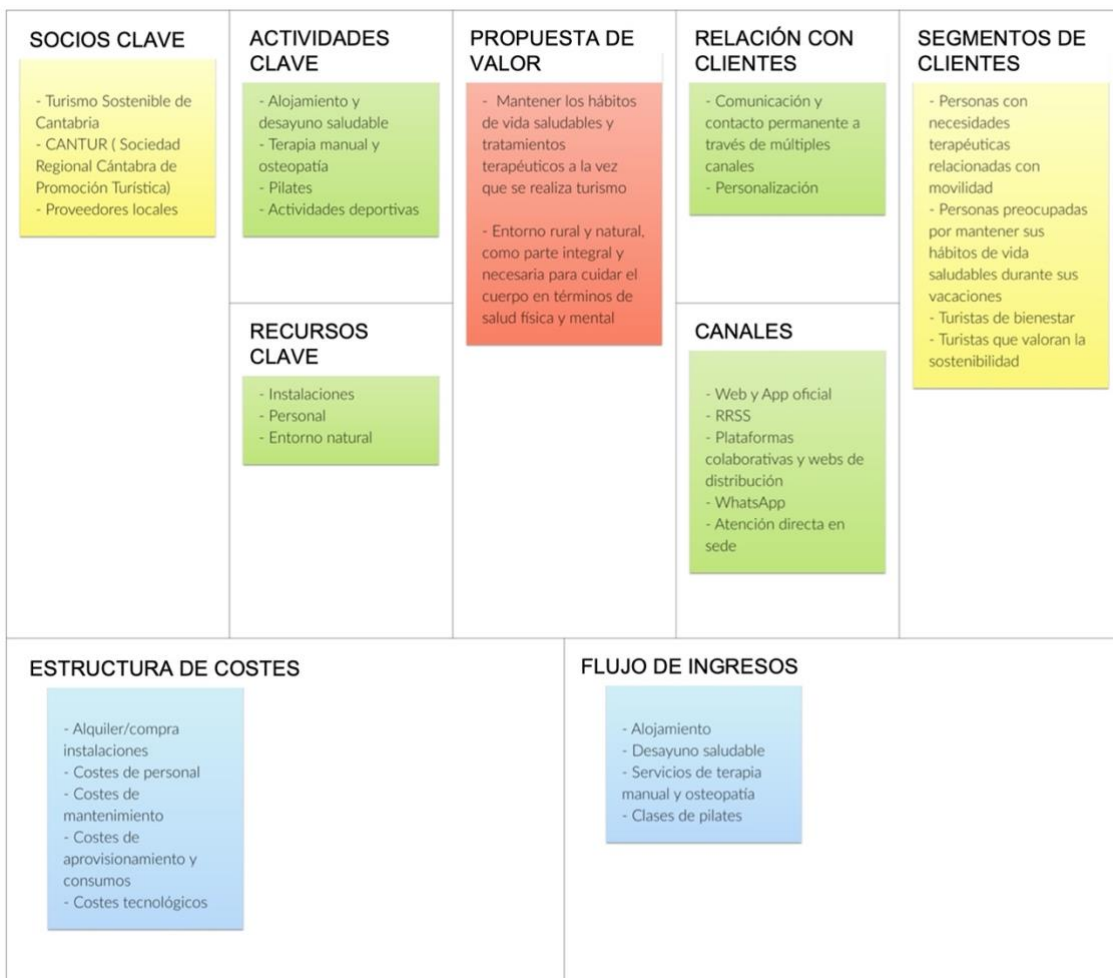 SOCIOS CLAVE
- Turismo Sostenible de
Cantabria
- CANTUR ( Sociedad
Regional Cántabra de
Promoción Turística)
- Proveedores locales
ACTIVIDADES
CLAVE
- Alojamiento y
desayuno saludable
- Terapia manual y
osteopatía
- Pilates
- Actividades deportivas
RECURSOS
CLAVE
- Instalaciones
- Personal
- Entorno natural
PROPUESTA DE
VALOR
- Mantener los hábitos
de vida saludables y
tratamientos
terapéuticos a la vez
que se realiza turismo
- Entorno rural y natural,
como parte integral y
necesaria para cuidar el
cuerpo en términos de
salud física y mental
RELACIÓN CON
CLIENTES
- Comunicación y
contacto permanente a
través de múltiples
canales
- Personalización
CANALES
- Web y App oficial
- RRSS
- Plataformas
colaborativas y webs de
distribución
- WhatsApp
- Atención directa en
sede
SEGMENTOS DE
CLIENTES
- Personas con
necesidades
terapéuticas
relacionadas con
movilidad
- Personas preocupadas
por mantener sus
hábitos de vida
saludables durante sus
vacaciones
- Turistas de bienestar
- Turistas que valoran la
sostenibilidad
ESTRUCTURA DE COSTES
- Alquiler/compra
instalaciones
- Costes de personal
- Costes de
mantenimiento
- Costes de
aprovisionamiento y
consumos
- Costes tecnológicos
FLUJO DE INGRESOS
- Alojamiento
- Desayuno saludable
- Servicios de terapia
manual y osteopatía
- Clases de pilates